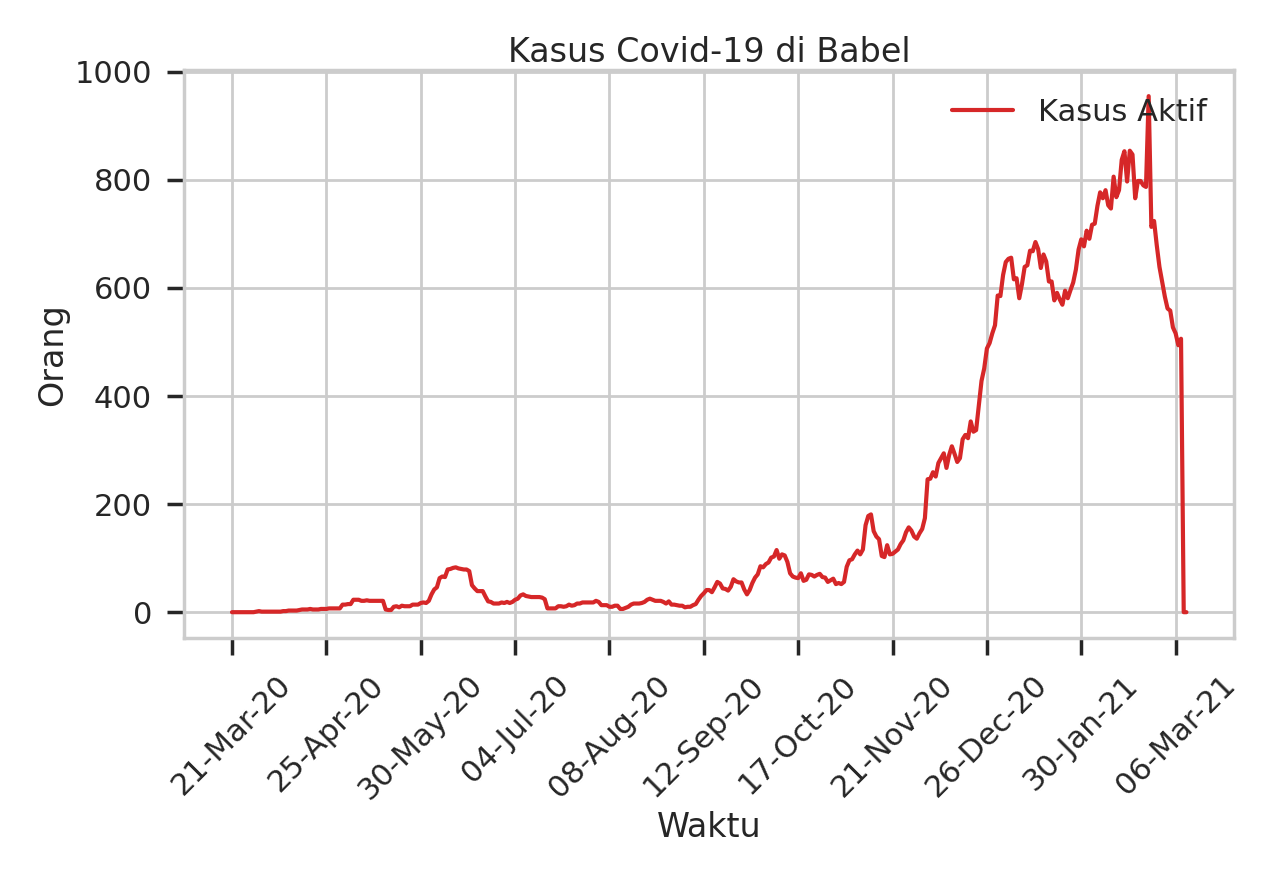 Kasus Covid-19 di Babel
Kasus Aktif
Orang
1000
800
600
400
200
0
21-Mar-20
25-Apr-20
30-May-20
04-Jul-20
08-Aug-20
12-Sep-20
17-Oct-20
21-Nov-20
26-Dec-20
30-Jan-21
06-Mar-21
Waktu